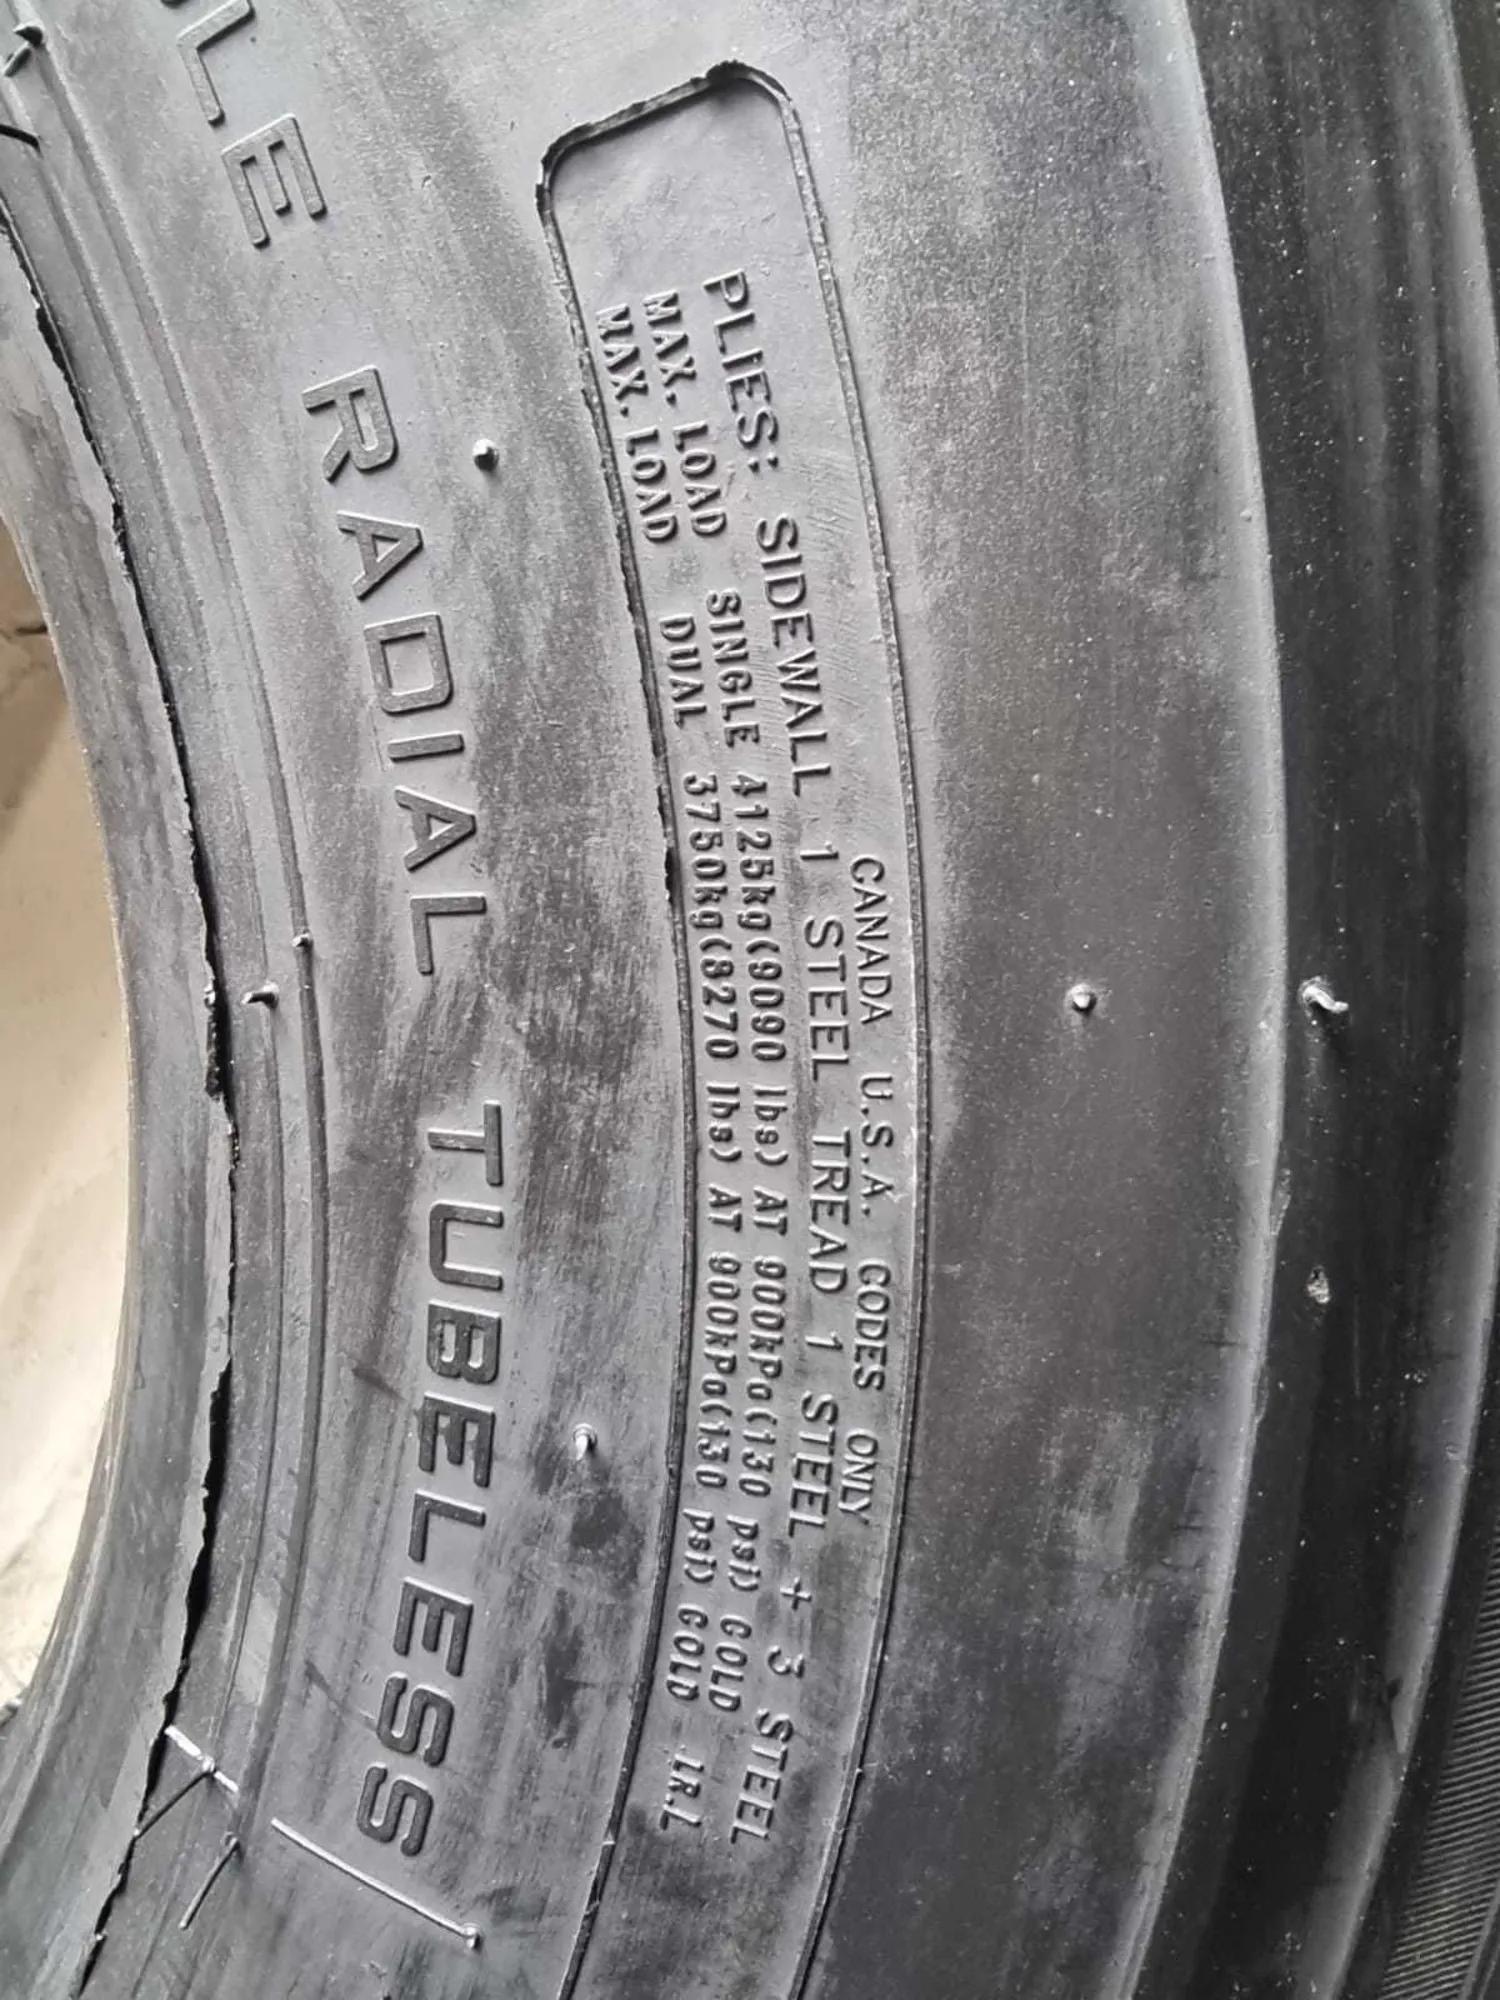 CANADA U.S.A. CODES ONLY
PLIES: SIDEWALL 1 STEEL TREAD 1 STEEL + 3 STEEL
MAX. LOAD SINGLE 4125kg(9090 lbs) AT 900kPa(130 psi) COLD
MAX. LOAD DUAL 3750kg(8270 lbs) AT 900kPa(130 psi) COLD
RADIAL TUBELESS